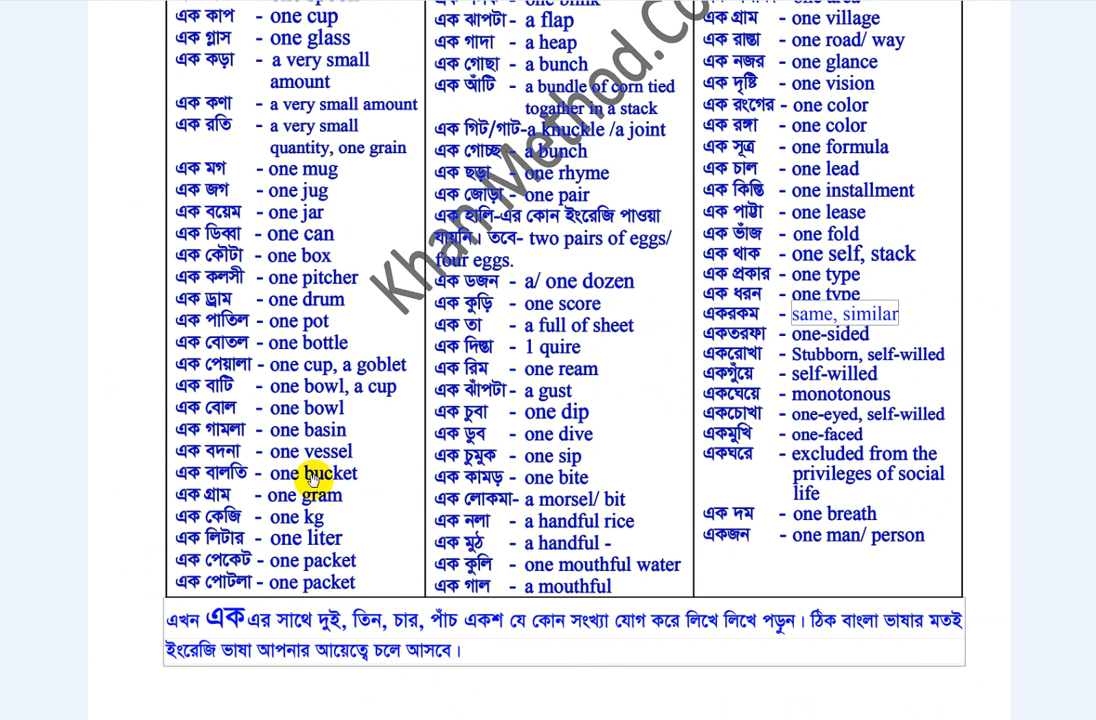 এক কাপ - one cup
এক গ্লাস - one glass
এক কড়া - a very small
amount
এক কণা - a very small amount
এক রতি - a very small
quantity, one grain
এক মগ - one mug
এক জগ - one jug
এক বয়েম - one jar
এক ডিব্বা - one can
এক কৌটা - one box
এক কলসী - one pitcher
এক ড্রাম - one drum
এক পাতিল - one pot
এক বোতল - one bottle
এক পেয়ালা - one cup, a goblet
এক বাটি - one bowl, a cup
এক বোল - one bowl
এক গামলা - one basin
এক বদনা - one vessel
এক বালতি - one bucket
এক গ্রাম - one gram
এক কেজি - one kg
এক লিটার - one liter
এক পেকেট - one packet
এক পোটলা - one packet
এক ঝাপটা - a flap
এক গাদা - a heap
এক গোছা - a bunch
এক আঁটি - a bundle of corn tied
togather in a stack
এক গিট/গাট-a knuckle /a joint
এক গোচ্ছ - a bunch
এক ছড়া - one rhyme
এক জোড়া - one pair
এক হালি-এর কোন ইংরেজি পাওয়া
যায়নি। তবে- two pairs of eggs/
four eggs.
এক ডজন - a/ one dozen
এক কুড়ি - one score
এক তা - a full of sheet
এক দিস্তা - 1 quire
এক রিম - one ream
এক ঝাঁপটা - a gust
এক চুবা - one dip
এক ডুব - one dive
এক চুমুক - one sip
এক কামড় - one bite
এক লোকমা- a morsel/ bit
এক নলা - a handful rice
এক মুঠ - a handful -
এক কুলি - one mouthful water
এক গাল - a mouthful
এক গ্রাম - one village
এক রাস্তা - one road/ way
এক নজর - one glance
এক দৃষ্টি - one vision
এক রংগের - one color
এক রঙ্গা - one color
এক সূত্র - one formula
এক চাল - one lead
এক কিস্তি - one installment
এক পাট্টা - one lease
এক ভাঁজ - one fold
এক থাক - one self, stack
এক প্রকার - one type
এক ধরন - one type
একরকম - same, similar
একতরফা - one-sided
একরোখা - Stubborn, self-willed
একগুঁয়ে - self-willed
একঘেয়ে - monotonous
একচোখা - one-eyed, self-willed
একমুখি - one-faced
একঘরে - excluded from the
privileges of social
life
এক দম - one breath
একজন - one man/ person
এখন এক এর সাথে দুই, তিন, চার, পাঁচ একশ যে কোন সংখ্যা যোগ করে লিখে লিখে পড়ুন। ঠিক বাংলা ভাষার মতই
ইংরেজি ভাষা আপনার আয়েত্বে চলে আসবে।